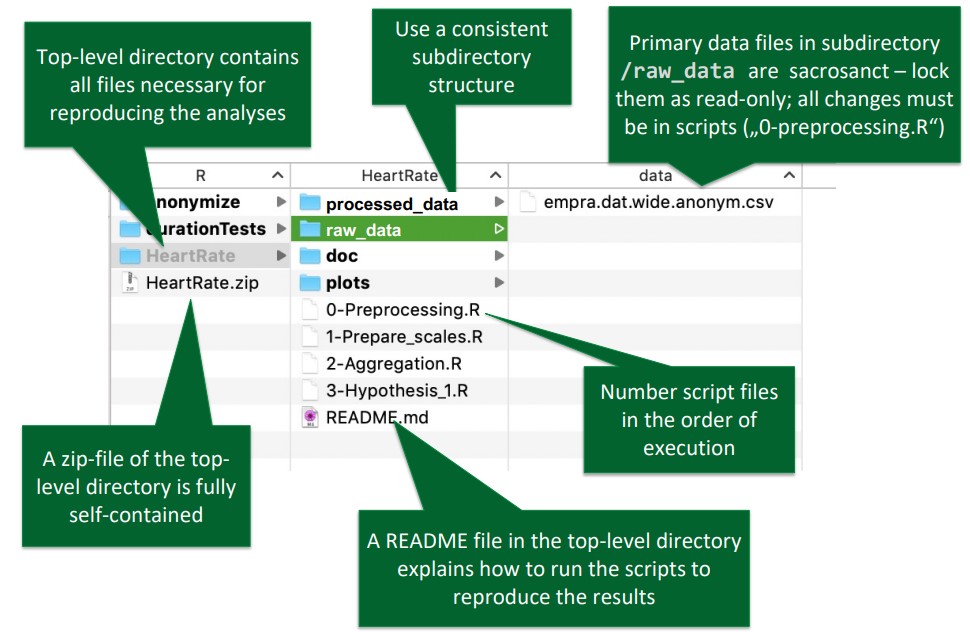 Top-level directory contains
all files necessary for
reproducing the analyses
Use a consistent
subdirectory
structure
Primary data files in subdirectory
/raw_data are sacrosanct – lock
them as read-only; all changes must
be in scripts („0-preprocessing.R“)
R
HeartRate
data
nonymize
urationTests
HeartRate
HeartRate.zip
processed_data
raw_data
doc
plots
0-Preprocessing.R
1-Prepare_scales.R
2-Aggregation.R
3-Hypothesis_1.R
README.md
empra.dat.wide.anonym.csv
Number script files
in the order of
execution
A zip-file of the top-
level directory is fully
self-contained
A README file in the top-level directory
explains how to run the scripts to
reproduce the results